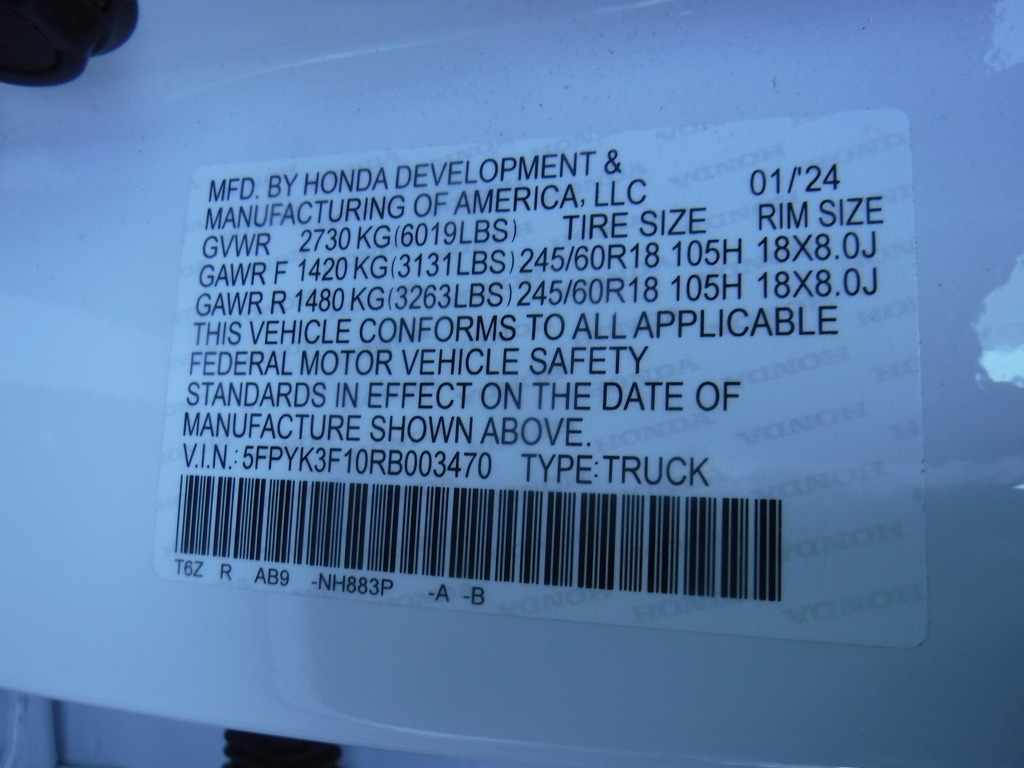 MFD. BY HONDA DEVELOPMENT &
MANUFACTURING OF AMERICA, LLC 01/'24
GVWR 2730 KG(6019LBS) TIRE SIZE RIM SIZE
GAWR F 1420 KG(3131LBS) 245/60R18 105H 18X8.0J
GAWR R 1480 KG(3263LBS) 245/60R18 105H 18X8.0J
THIS VEHICLE CONFORMS TO ALL APPLICABLE
FEDERAL MOTOR VEHICLE SAFETY
STANDARDS IN EFFECT ON THE DATE OF
MANUFACTURE SHOWN ABOVE.
V.I.N.: 5FPYK3F10RB003470 TYPE: TRUCK
T6Z R AB9 -NH883P -A -B